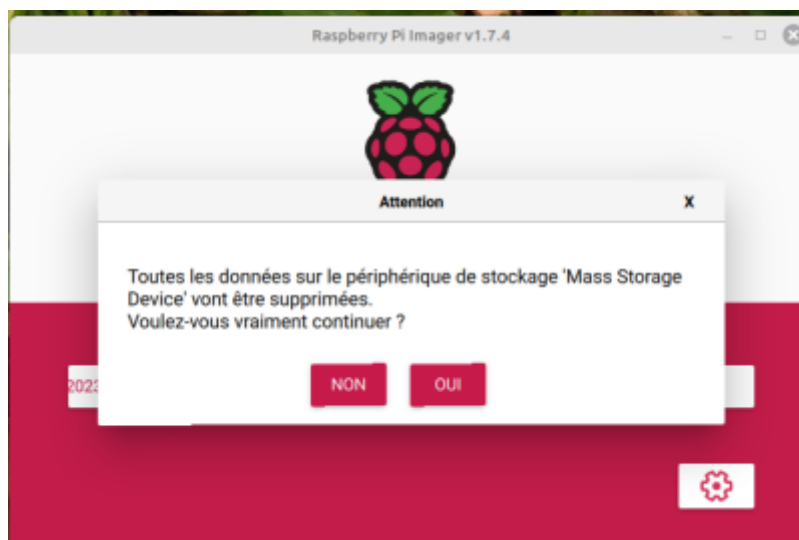 Raspberry Pi Imager v1.7.4
Attention
X
Toutes les données sur le périphérique de stockage 'Mass Storage
Device' vont être supprimées.
Voulez-vous vraiment continuer ?
NON
OUI
2023